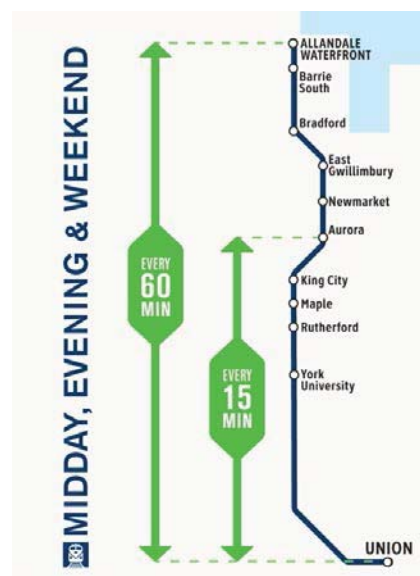 MIDDAY, EVENING & WEEKEND
EVERY
60
MIN
EVERY
15
MIN
ALLANDALE
WATERFRONT
Barrie
South
Bradford
East
Gwillimbury
Newmarket
Aurora
King City
Maple
Rutherford
York
University
UNION